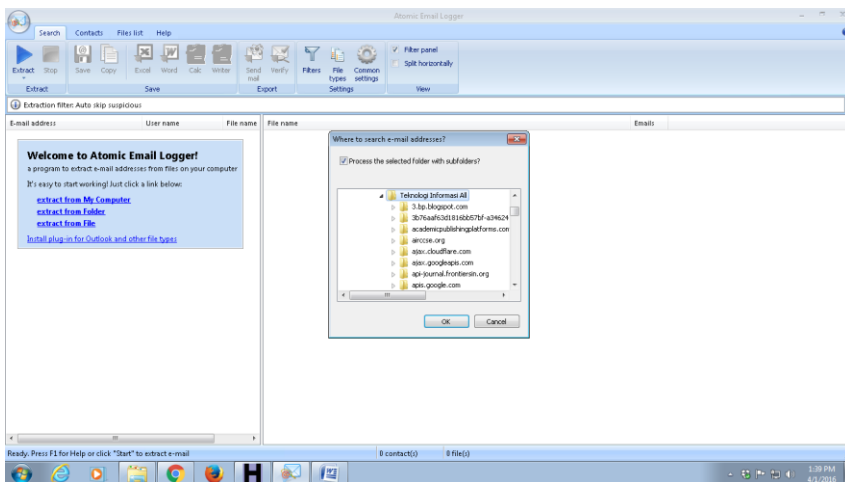 Atomic Email Logger
Search Contacts Files list Help
Extract Stop Save Copy Excel Word Calc Writer Send mail Verify Filters File types Common settings
Filter panel
Split horizontally
Extract Save Export Settings View
Extraction filter: Auto skip suspicious
E-mail address User name File name File name Emails
Welcome to Atomic Email Logger!
a program to extract e-mail addresses from files on your computer
It's easy to start working! Just click a link below:
extract from My Computer
extract from Folder
extract from File
Install plug-in for Outlook and other file types
Where to search e-mail addresses?
Process the selected folder with subfolders?
Teknologi Informasi All
3.bp.blogspot.com
3b76aaf63d1816bb57bf-a34624
academicpublishingplatforms.com
airccse.org
ajax.cloudflare.com
ajax.googleapis.com
api-journal.frontiersin.org
apis.google.com
OK Cancel
Ready. Press F1 for Help or click "Start" to extract e-mail 0 contact(s) 0 file(s)
H W
1:39 PM
4/1/2016